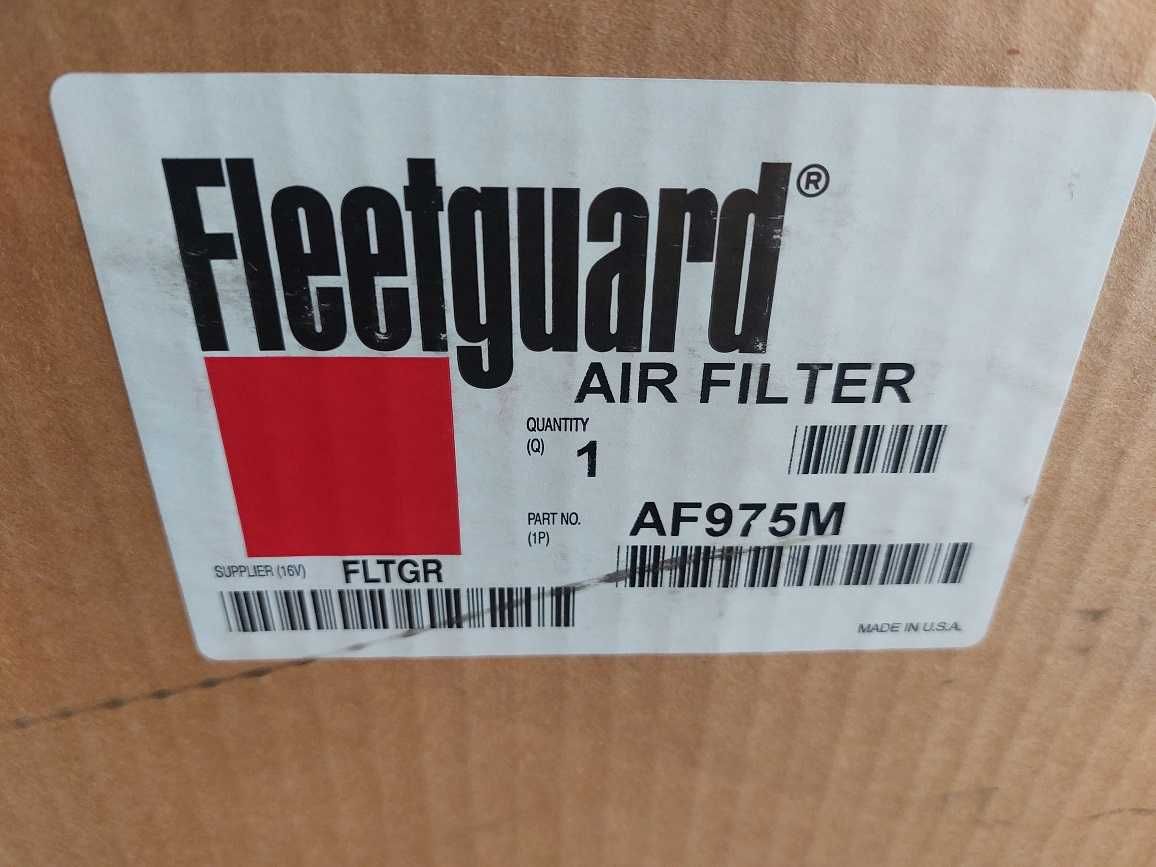 Fleetguard®
AIR FILTER
QUANTITY
(Q) 1
PART NO.
(1P) AF975M
SUPPLIER (16V) FLTGR
MADE IN U.S.A.